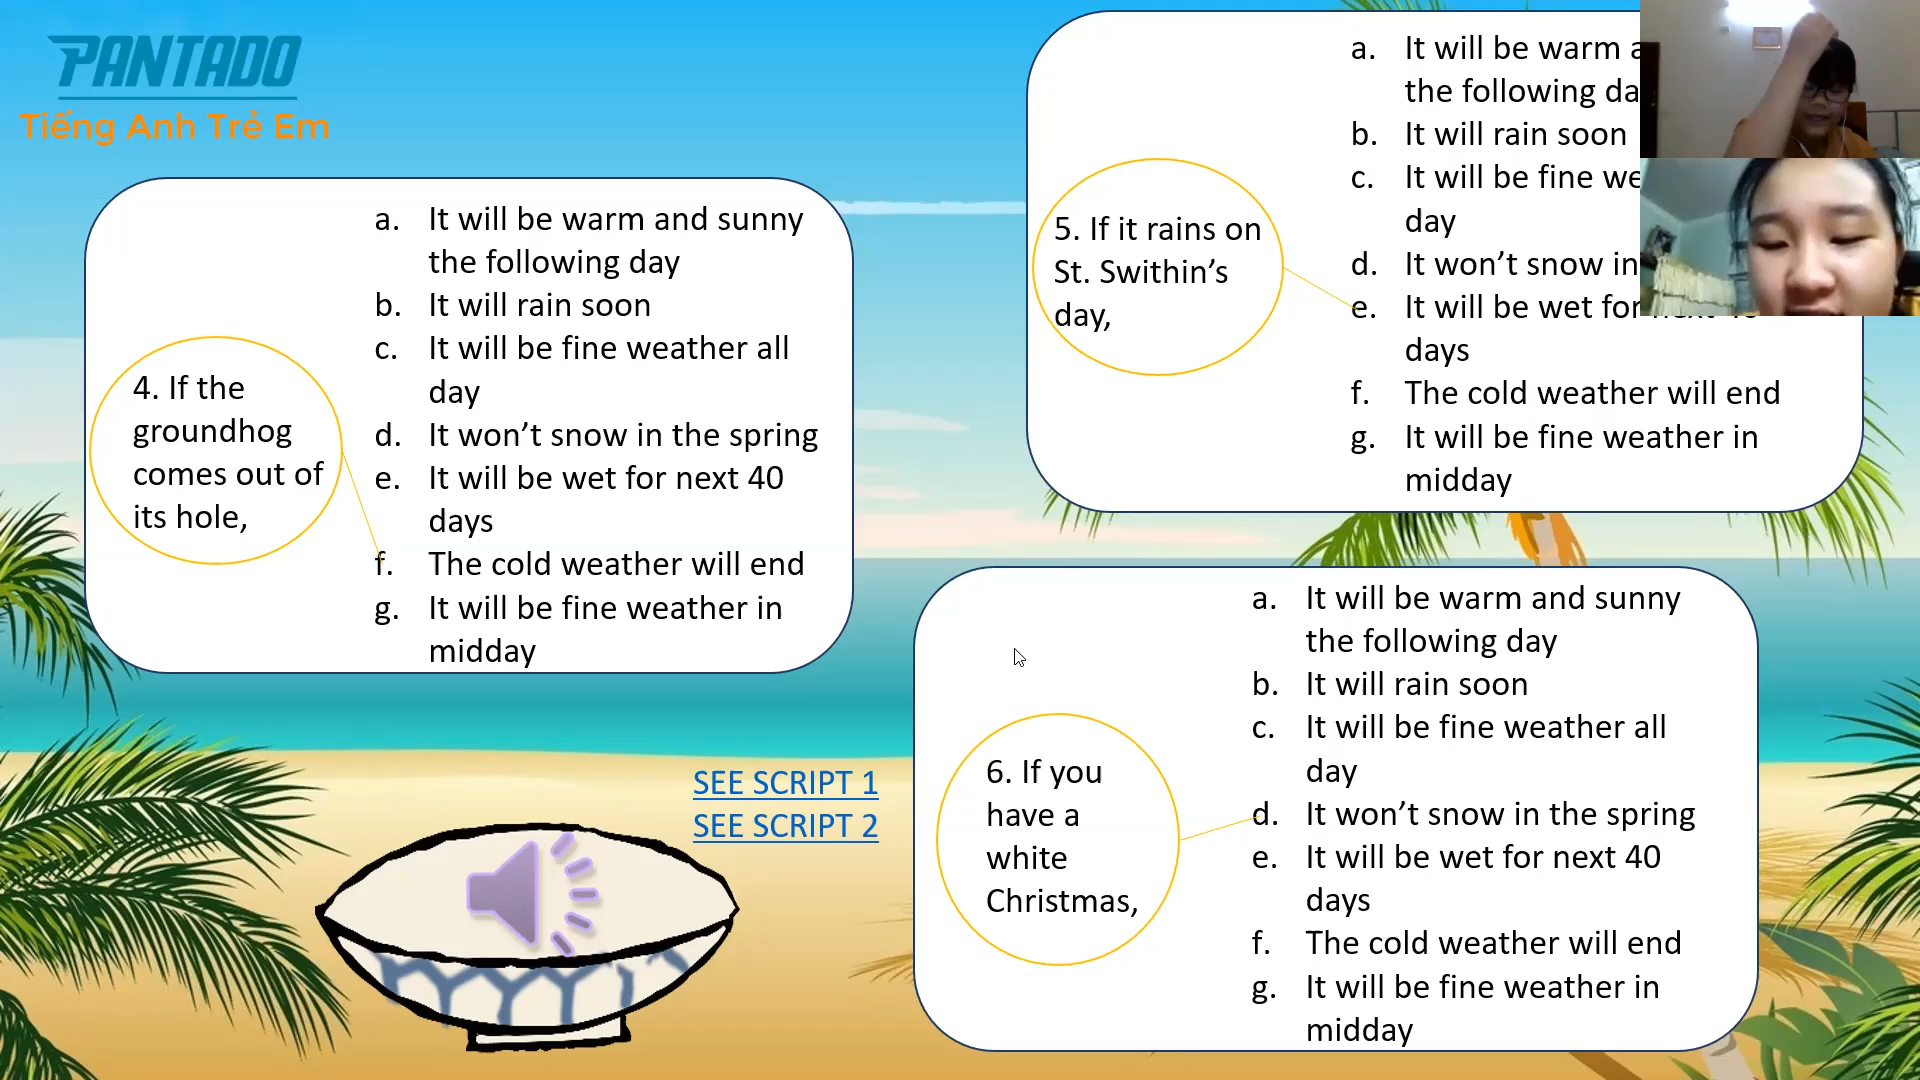 PANTADO
Tiếng Anh Trẻ Em
4. If the
groundhog
comes out of
its hole,
a. It will be warm and sunny
the following day
b. It will rain soon
c. It will be fine weather all
day
d. It won't snow in the spring
e. It will be wet for next 40
days
f. The cold weather will end
g. It will be fine weather in
midday
5. If it rains on
St. Swithin's
day,
a. It will be warm
the following
b. It will rain soon
c. It will be fine
day
d. It won't snow in
e. It will be wet for
days
f. The cold weather will end
g. It will be fine weather in
midday
SEE SCRIPT 1
SEE SCRIPT 2
6. If you
have a
white
Christmas,
a. It will be warm and sunny
the following day
b. It will rain soon
c. It will be fine weather all
day
d. It won't snow in the spring
e. It will be wet for next 40
days
f. The cold weather will end
g. It will be fine weather in
midday